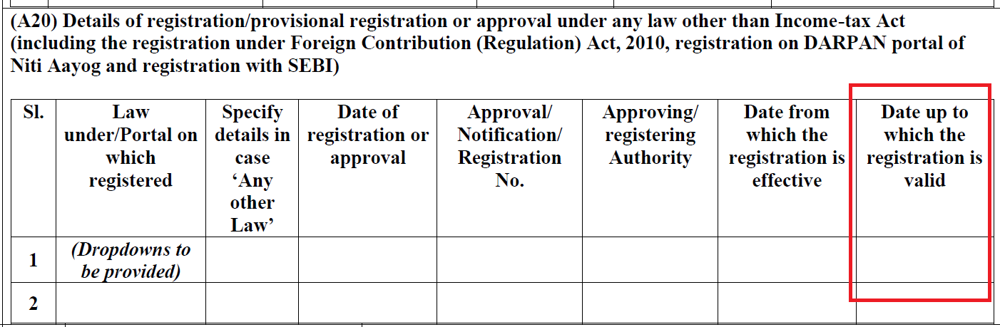 (A20) Details of registration/provisional registration or approval under any law other than Income-tax Act
(including the registration under Foreign Contribution (Regulation) Act, 2010, registration on DARPAN portal of
Niti Aayog and registration with SEBI)
Sl.
Law
under/Portal on
which
registered
Specify
details in
case
‘Any
other
Law’
Date of
registration or
approval
Approval/
Notification/
Registration
No.
Approving/
registering
Authority
Date from
which the
registration is
effective
Date up to
which the
registration is
valid
1
(Dropdowns to
be provided)
2